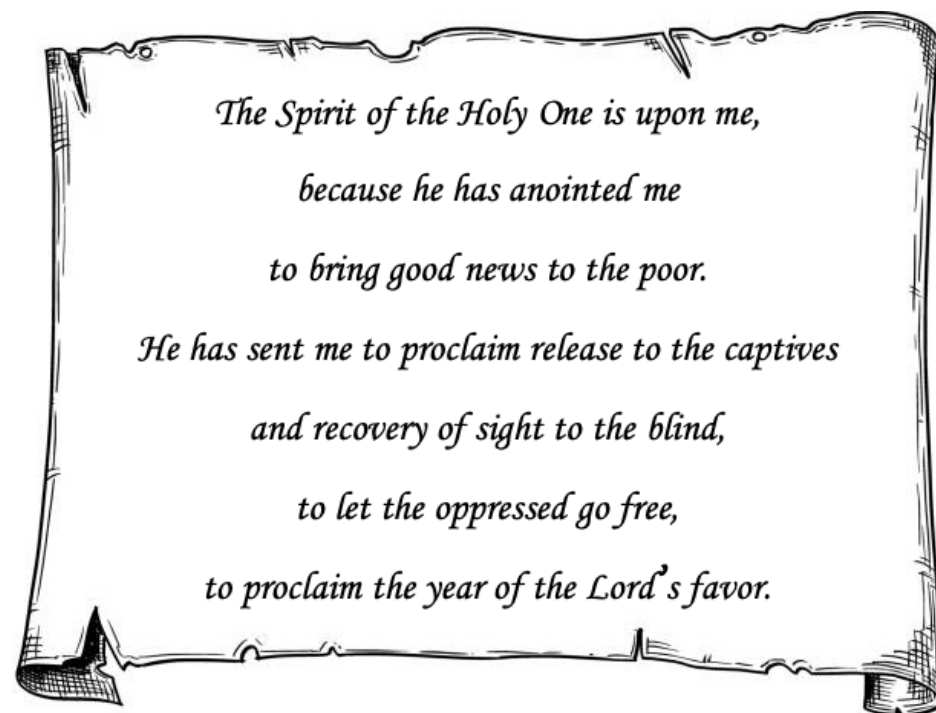 The Spirit of the Holy One is upon me,
because he has anointed me
to bring good news to the poor.
He has sent me to proclaim release to the captives
and recovery of sight to the blind,
to let the oppressed go free,
to proclaim the year of the Lord’s favor.